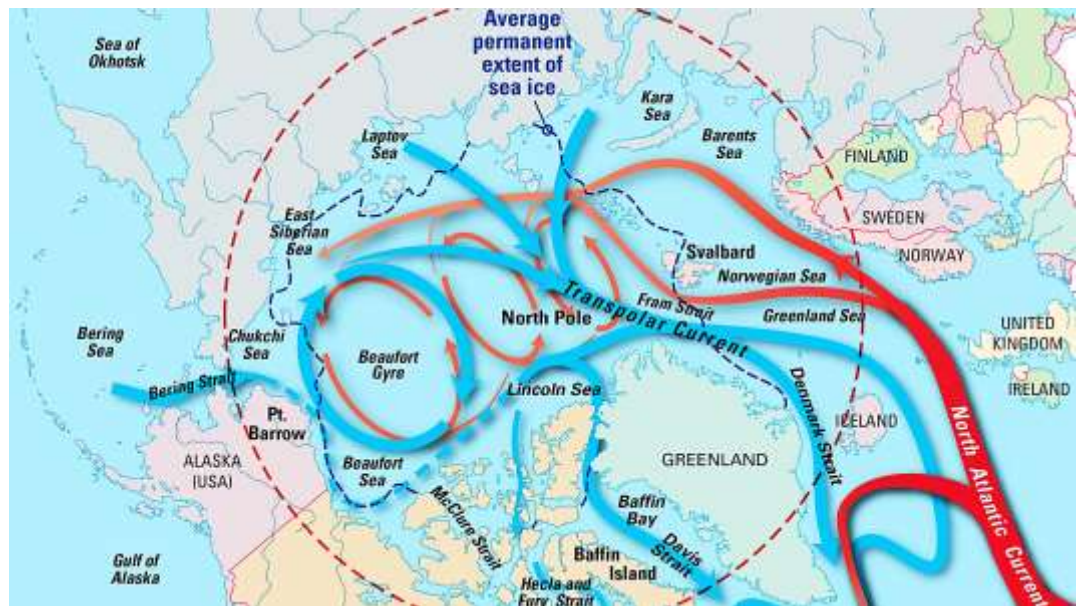 Average
permanent
extent of
sea ice
Sea of
Okhotsk
Kara
Sea
Laptev
Sea
Barents
Sea
FINLAND
SWEDEN
NORWAY
East
Siberian
Sea
Svalbard
Norwegian Sea
Fram Strait
Greenland Sea
Transpolar Current
North Pole
UNITED
KINGDOM
IRELAND
Bering
Sea
Chukchi
Sea
Beaufort
Gyre
Bering Strait
Lincoln Sea
Pt.
Barrow
Denmark Strait
ICELAND
North Atlantic Current
ALASKA
(USA)
Beaufort
Sea
GREENLAND
McClure Strait
Baffin
Bay
Davis
Strait
Gulf of
Alaska
Baffin
Island
Hecla and
Fury Strait